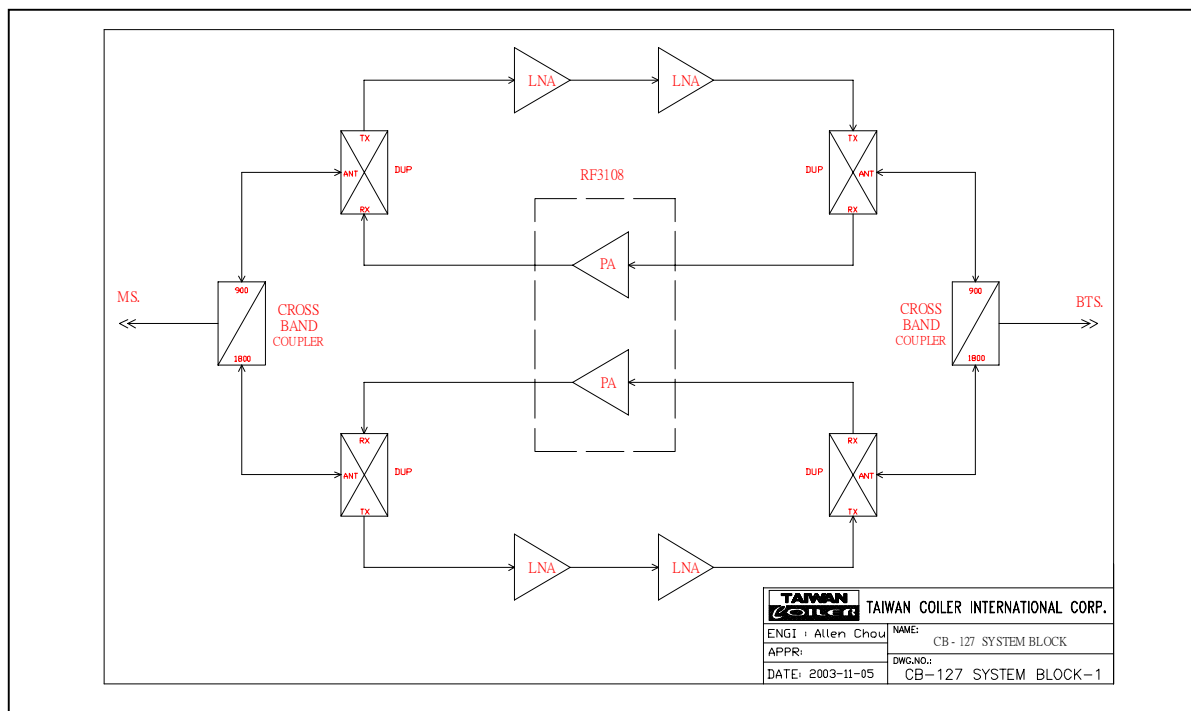 LNA
LNA
TX
TX
ANT
DUP
DUP
ANT
RX
RX
RF3108
PA
MS.
900
1800
CROSS
BAND
COUPLER
900
1800
CROSS
BAND
COUPLER
BTS.
PA
RX
RX
ANT
DUP
DUP
ANT
TX
TX
LNA
LNA
TAIWAN
COILER
TAIWAN COILER INTERNATIONAL CORP.
ENGI : Allen Chou
APPR:
DATE: 2003-11-05
NAME:
CB - 127 SYSTEM BLOCK
DWG.NO.:
CB-127 SYSTEM BLOCK-1